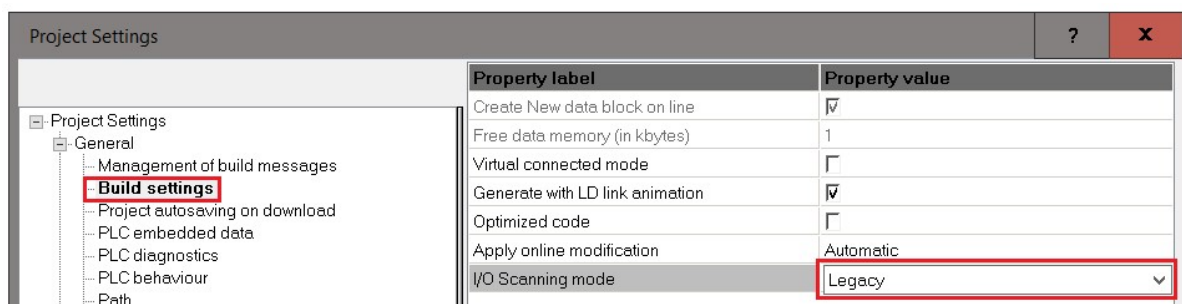 Project Settings
? x
Property label Property value
Create New data block on line
Free data memory (in kbytes) 1
Virtual connected mode
Generate with LD link animation
Optimized code
Apply online modification Automatic
I/O Scanning mode Legacy
Project Settings
General
Management of build messages
Build settings
Project autosaving on download
PLC embedded data
PLC diagnostics
PLC behaviour
Path